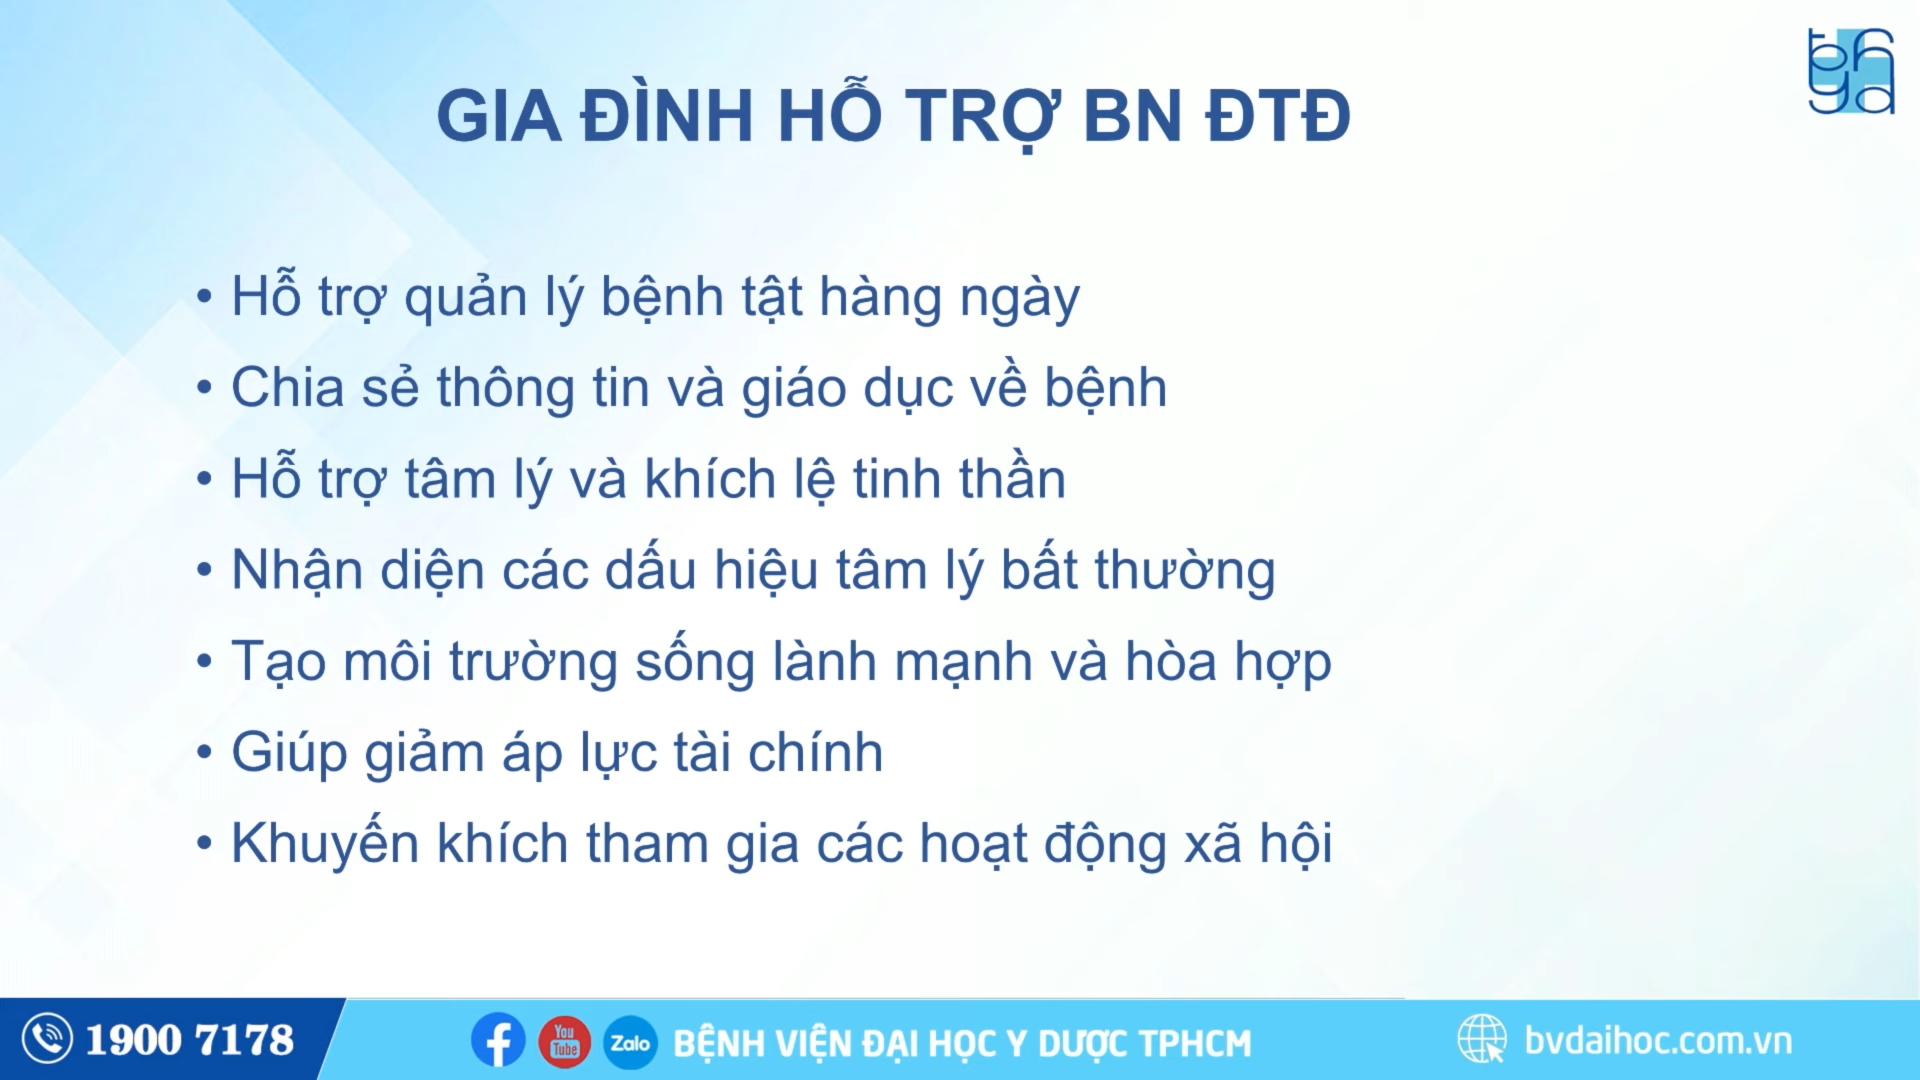 GIA ĐÌNH HỖ TRỢ BN ĐTĐ
• Hỗ trợ quản lý bệnh tật hàng ngày
• Chia sẻ thông tin và giáo dục về bệnh
• Hỗ trợ tâm lý và khích lệ tinh thần
• Nhận diện các dấu hiệu tâm lý bất thường
• Tạo môi trường sống lành mạnh và hòa hợp
• Giúp giảm áp lực tài chính
• Khuyến khích tham gia các hoạt động xã hội
1900 7178
You Tube
Zalo
BỆNH VIỆN ĐẠI HỌC Y DƯỢC TPHCM
bvdaihoc.com.vn